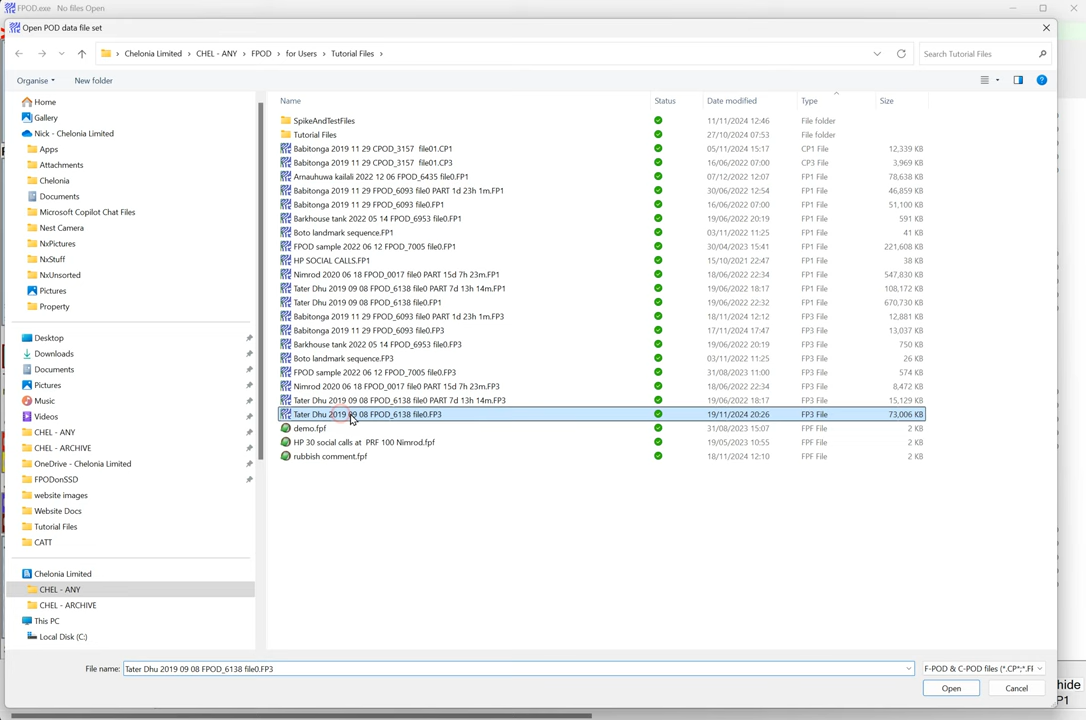 FPOD.exe No files Open
Open POD data file set
Chelonia Limited › CHEL - ANY › FPOD › for Users › Tutorial Files ›
Search Tutorial Files
Organise
New folder
Name Status Date modified Type Size
Home
Gallery
Nick - Chelonia Limited
Apps
Attachments
Chelonia
Documents
Microsoft Copilot Chat Files
Nest Camera
NxPictures
NxStuff
NxUnsorted
Pictures
Property
Desktop
Downloads
Documents
Pictures
Music
Videos
CHEL - ANY
CHEL - ARCHIVE
OneDrive - Chelonia Limited
FPODonSSD
website images
Website Docs
Tutorial Files
CATT
Chelonia Limited
CHEL - ANY
CHEL - ARCHIVE
This PC
Local Disk (C:)
SpikeAndTestFiles 11/11/2024 12:46 File folder
Tutorial Files 27/10/2024 07:53 File folder
Babitonga 2019 11 29 CPOD_3157 file01.CP1 05/11/2024 15:17 CP1 File 12,339 KB
Babitonga 2019 11 29 CPOD_3157 file01.CP3 16/06/2022 07:00 CP3 File 3,969 KB
Amauhuwa kailali 2022 12 06 FPOD_6435 file0.FP1 07/12/2022 12:07 FP1 File 78,638 KB
Babitonga 2019 11 29 FPOD_6093 file0 PART 1d 23h 1m.FP1 30/06/2022 12:54 FP1 File 46,859 KB
Babitonga 2019 11 29 FPOD_6093 file0.FP1 16/06/2022 07:00 FP1 File 51,100 KB
Barkhouse tank 2022 05 14 FPOD_6953 file0.FP1 19/06/2022 20:19 FP1 File 591 KB
Boto landmark sequence.FP1 03/11/2022 11:25 FP1 File 41 KB
FPOD sample 2022 06 12 FPOD_7005 file0.FP1 30/04/2023 15:41 FP1 File 221,608 KB
HP SOCIAL CALLS.FP1 15/10/2021 22:47 FP1 File 38 KB
Nimrod 2020 06 18 FPOD_0017 file0 PART 15d 7h 23m.FP1 18/06/2022 22:34 FP1 File 547,830 KB
Tater Dhu 2019 09 08 FPOD_6138 file0 PART 7d 13h 14m.FP1 19/06/2022 18:17 FP1 File 108,172 KB
Tater Dhu 2019 09 08 FPOD_6138 file0.FP1 19/06/2022 22:32 FP1 File 670,730 KB
Babitonga 2019 11 29 FPOD_6093 file0 PART 1d 23h 1m.FP3 18/11/2024 12:12 FP3 File 12,881 KB
Babitonga 2019 11 29 FPOD_6093 file0.FP3 17/11/2024 17:47 FP3 File 13,037 KB
Barkhouse tank 2022 05 14 FPOD_6953 file0.FP3 19/06/2022 20:19 FP3 File 750 KB
Boto landmark sequence.FP3 03/11/2022 11:25 FP3 File 26 KB
FPOD sample 2022 06 12 FPOD_7005 file0.FP3 31/08/2023 11:00 FP3 File 574 KB
Nimrod 2020 06 18 FPOD_0017 file0 PART 15d 7h 23m.FP3 18/06/2022 22:34 FP3 File 8,472 KB
Tater Dhu 2019 09 08 FPOD_6138 file0 PART 7d 13h 14m.FP3 19/06/2022 18:17 FP3 File 15,129 KB
Tater Dhu 2019 09 08 FPOD_6138 file0.FP3 19/11/2024 20:26 FP3 File 73,006 KB
demo.fpf 31/08/2023 15:07 FPF File 2 KB
HP 30 social calls at PRF 100 Nimrod.fpf 19/05/2023 10:55 FPF File 2 KB
rubbish comment.fpf 18/11/2024 12:10 FPF File 2 KB
File name: Tater Dhu 2019 09 08 FPOD_6138 file0.FP3
F-POD & C-POD files (*.CP*;*.FI
Open
Cancel
hide
P1